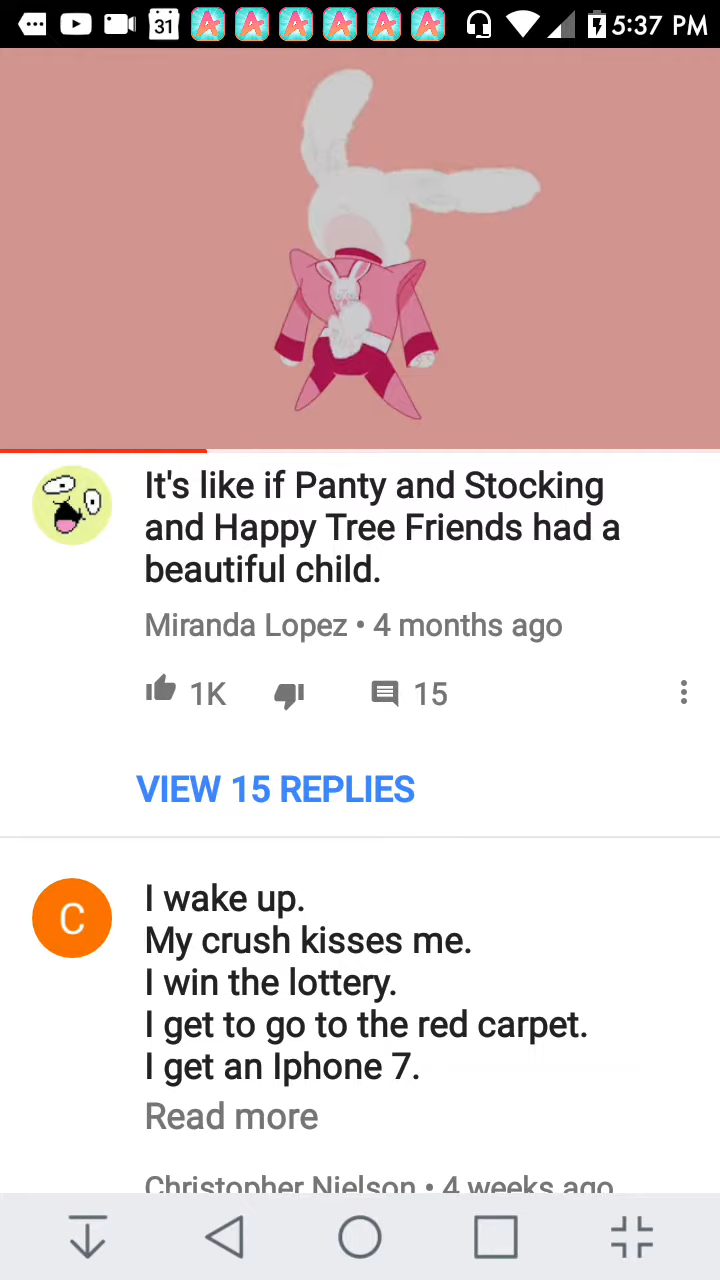 31 5:37 PM
It's like if Panty and Stocking
and Happy Tree Friends had a
beautiful child.
Miranda Lopez • 4 months ago
1K 15
VIEW 15 REPLIES
C
I wake up.
My crush kisses me.
I win the lottery.
I get to go to the red carpet.
I get an Iphone 7.
Read more
Christopher Nielson • 4 weeks ago